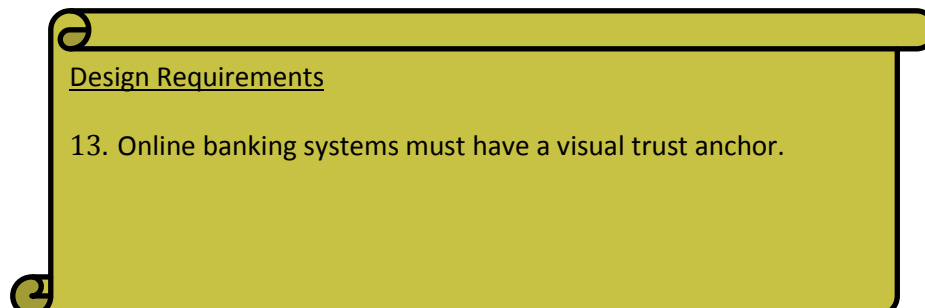 Design Requirements
13. Online banking systems must have a visual trust anchor.